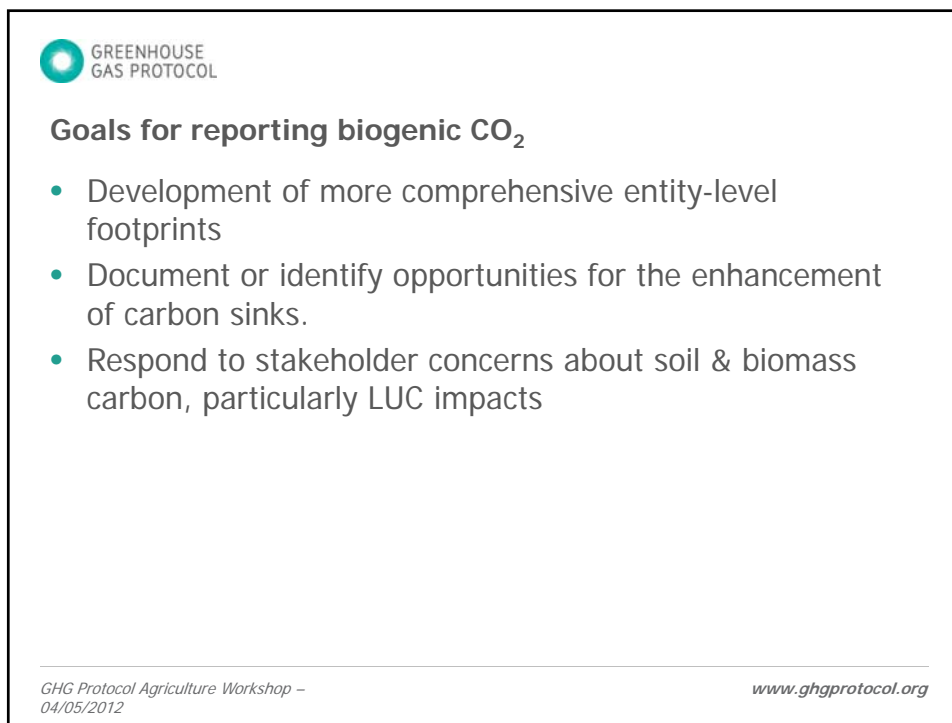 GREENHOUSE
GAS PROTOCOL
Goals for reporting biogenic CO₂
• Development of more comprehensive entity-level
footprints
• Document or identify opportunities for the enhancement
of carbon sinks.
• Respond to stakeholder concerns about soil & biomass
carbon, particularly LUC impacts
GHG Protocol Agriculture Workshop –
04/05/2012
www.ghgprotocol.org